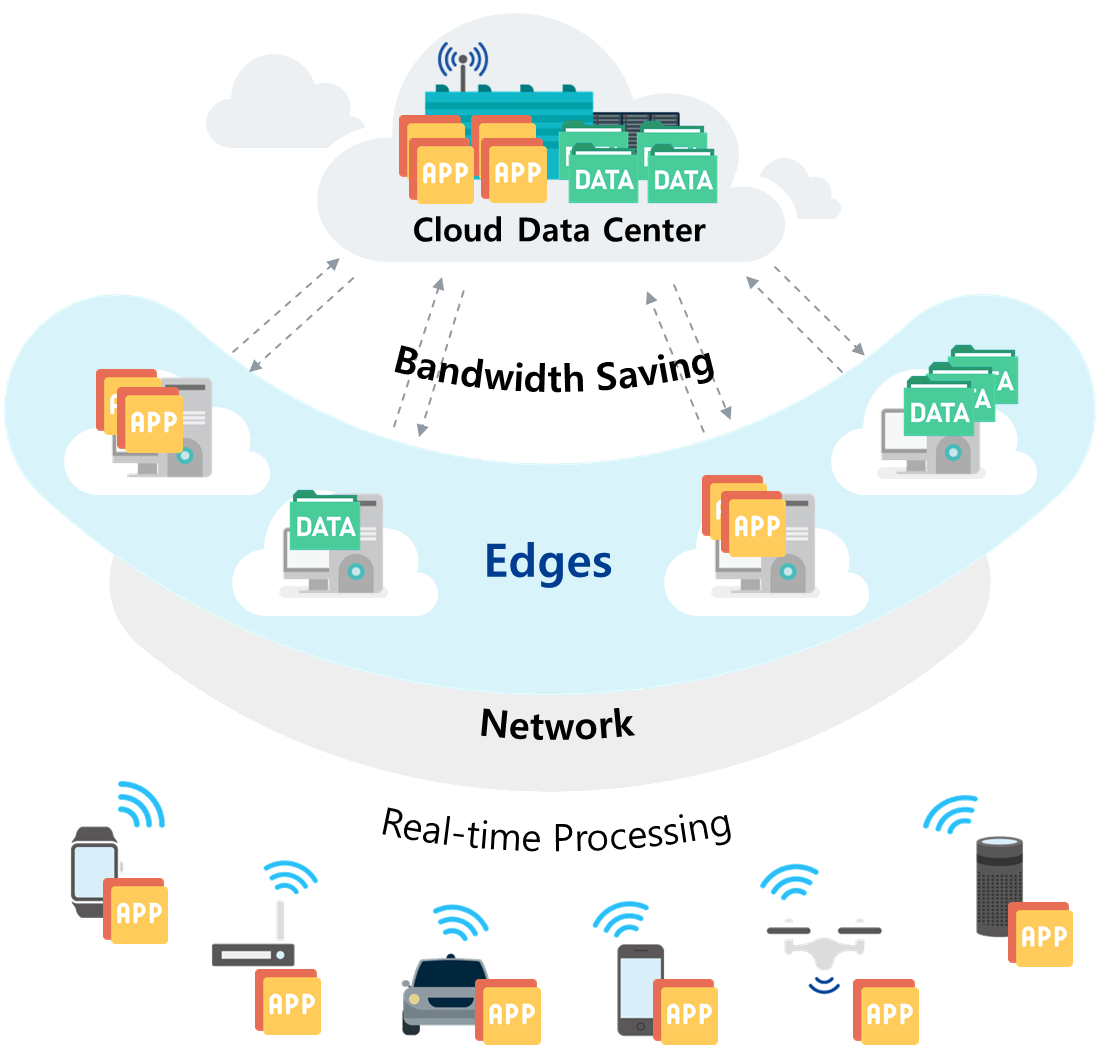 APP
APP
DATA
DATA
Cloud Data Center
Bandwidth Saving
APP
DATA
APP
DATA
Edges
Network
Real-time Processing
APP
APP
APP
APP
APP
APP